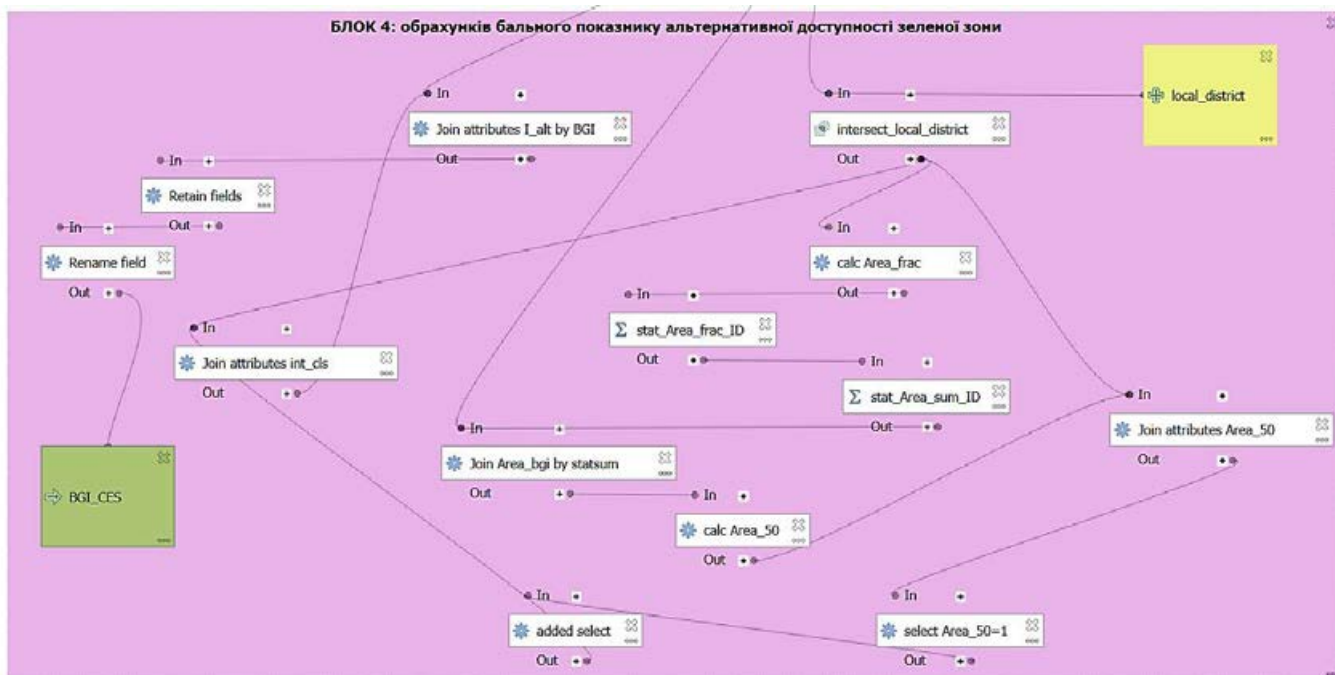 БЛОК 4: обрахунків бального показнику альтернативної доступності зеленої зони
In
Join attributes I_alt by BGI
Out
In
intersect_local_district
Out
local_district
In
Retain fields
Out
In
Rename field
Out
In
calc Area_frac
Out
In
stat_Area_frac_ID
Out
In
Join attributes int_cls
Out
In
stat_Area_sum_ID
Out
In
Join attributes Area_50
Out
In
Join Area_bgi by statsum
Out
BGI_CES
In
calc Area_50
Out
In
added select
Out
In
select Area_50=1
Out